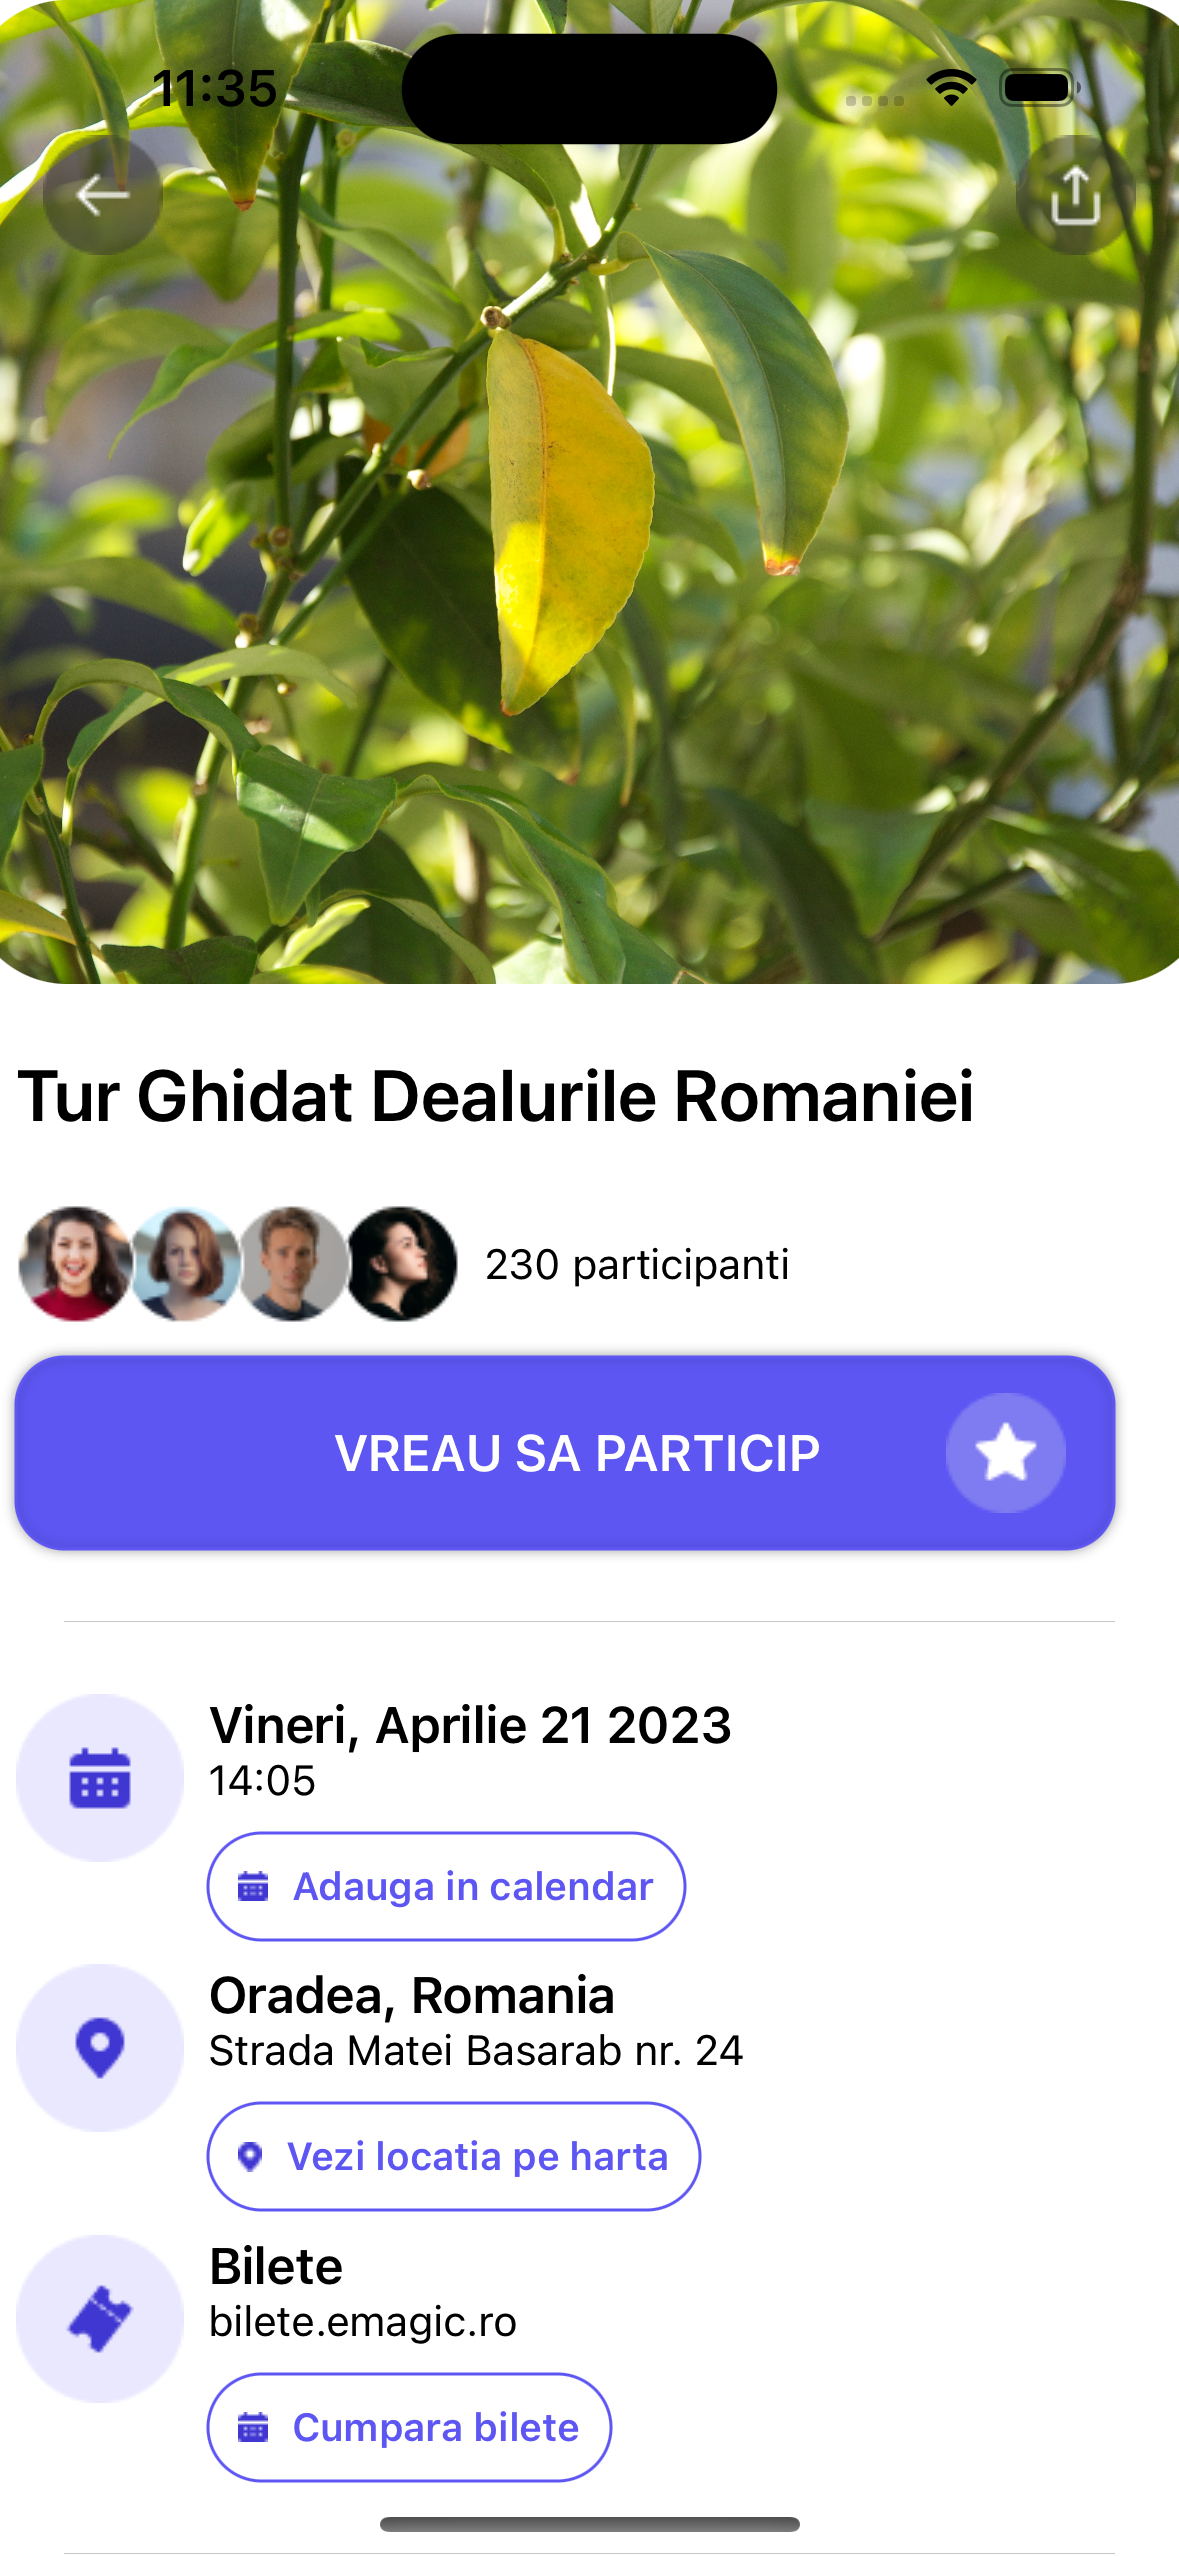 11:35
Tur Ghidat Dealurile Romaniei
230 participanti
VREAU SA PARTICIP
Vineri, Aprilie 21 2023
14:05
Adauga in calendar
Oradea, Romania
Strada Matei Basarab nr. 24
Vezi locatia pe harta
Bilete
bilete.emagic.ro
Cumpara bilete